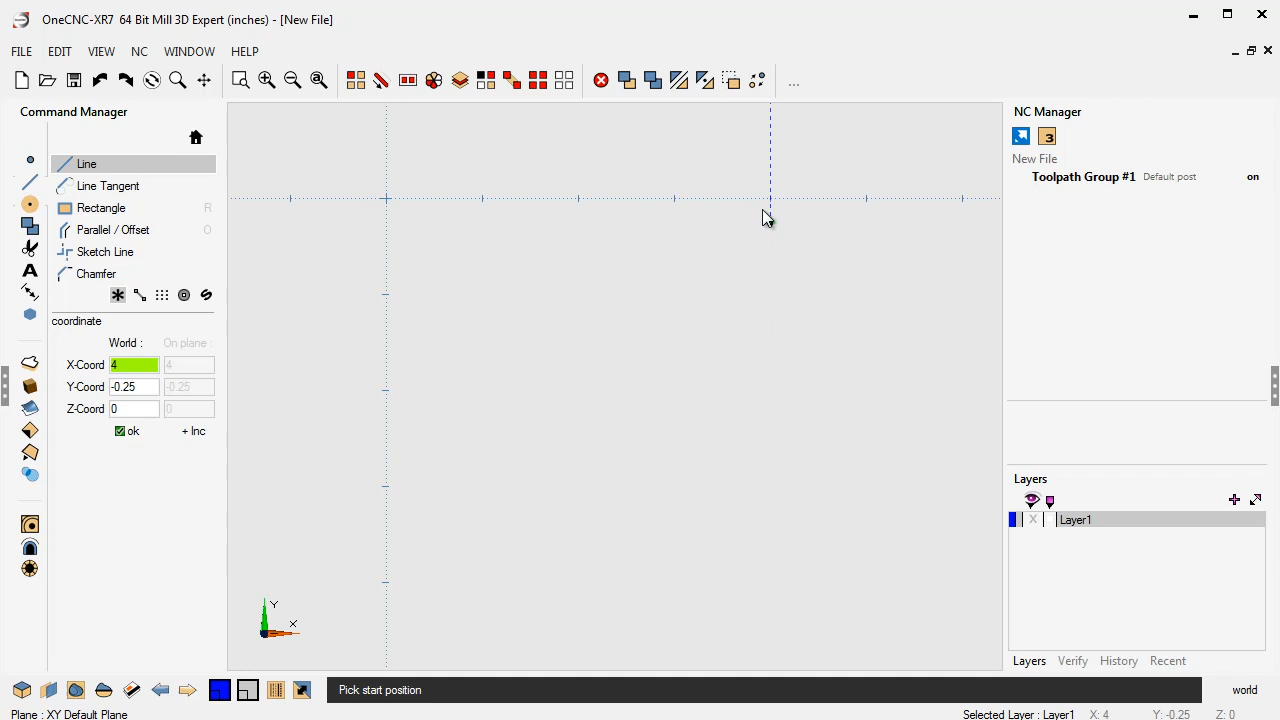 OneCNC-XR7 64 Bit Mill 3D Expert (inches) - [New File]
FILE EDIT VIEW NC WINDOW HELP
...
Command Manager
Line
Line Tangent
Rectangle R
Parallel / Offset O
Sketch Line
Chamfer
coordinate
World : On plane :
X-Coord 4 4
Y-Coord -0.25 -0.25
Z-Coord 0 0
ok + Inc
Y
X
NC Manager
3
New File
Toolpath Group #1 Default post on
Layers
X Layer1
Layers Verify History Recent
Pick start position
world
Plane : XY Default Plane
Selected Layer : Layer1 X: 4 Y: -0.25 Z: 0